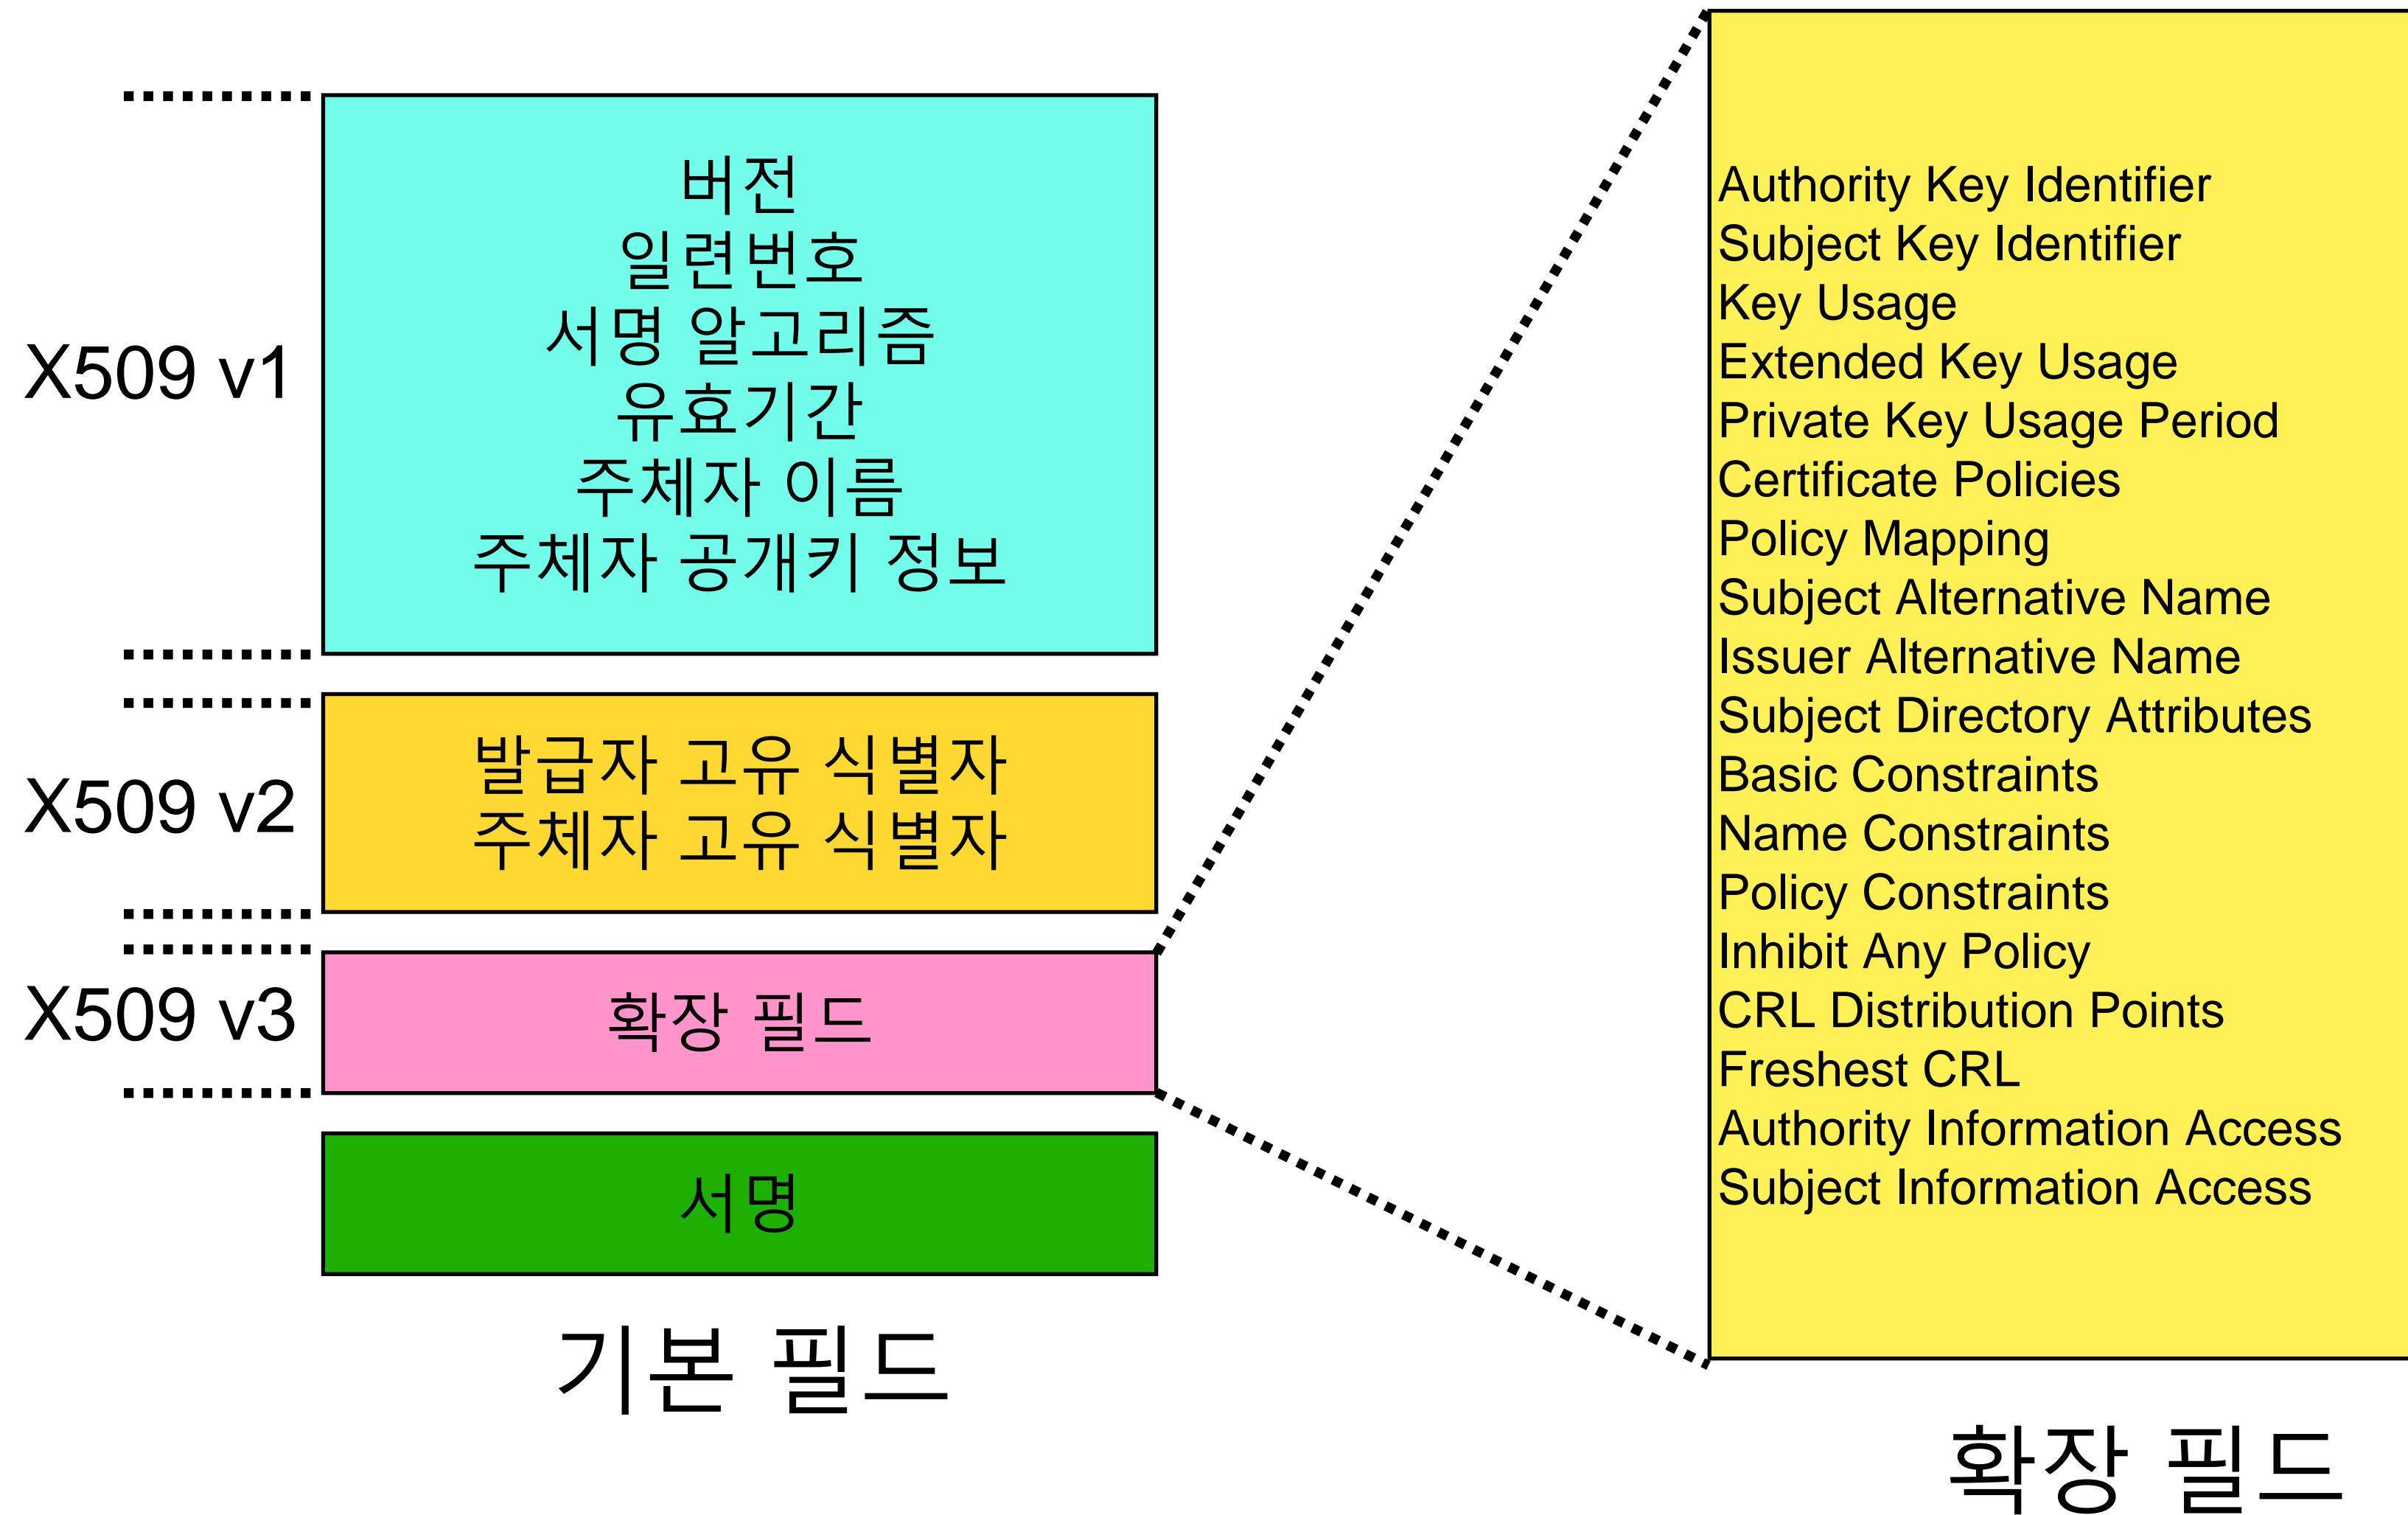 X509 v1
버전
일련번호
서명 알고리즘
유효기간
주체자 이름
주체자 공개키 정보
X509 v2
발급자 고유 식별자
주체자 고유 식별자
X509 v3
확장 필드
서명
기본 필드
Authority Key Identifier
Subject Key Identifier
Key Usage
Extended Key Usage
Private Key Usage Period
Certificate Policies
Policy Mapping
Subject Alternative Name
Issuer Alternative Name
Subject Directory Attributes
Basic Constraints
Name Constraints
Policy Constraints
Inhibit Any Policy
CRL Distribution Points
Freshest CRL
Authority Information Access
Subject Information Access
확장 필드